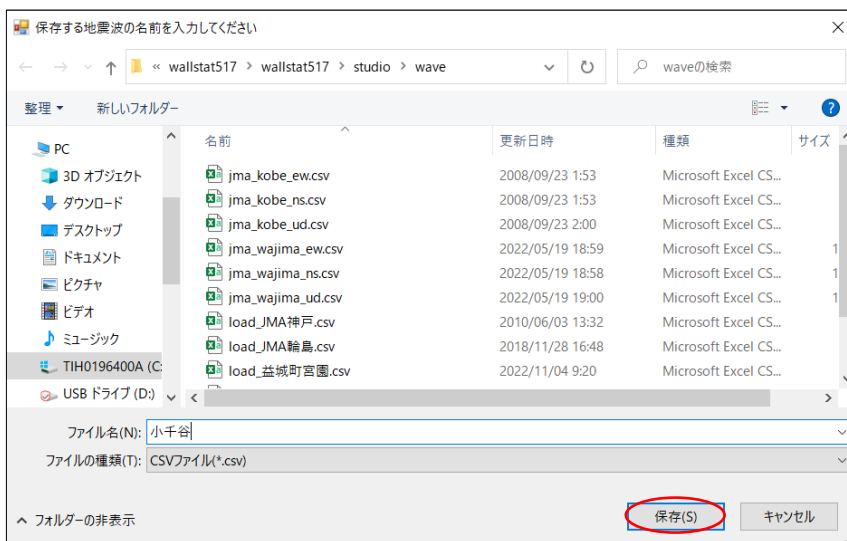 保存する地震波の名前を入力してください
« wallstat517 > wallstat517 > studio > wave
waveの検索
整理
新しいフォルダー
PC
3D オブジェクト
ダウンロード
デスクトップ
ドキュメント
ピクチャ
ビデオ
ミュージック
TIH0196400A (C:
USB ドライブ (D:)
名前 更新日時 種類 サイズ
jma_kobe_ew.csv 2008/09/23 1:53 Microsoft Excel CS...
jma_kobe_ns.csv 2008/09/23 1:53 Microsoft Excel CS...
jma_kobe_ud.csv 2008/09/23 2:00 Microsoft Excel CS...
jma_wajima_ew.csv 2022/05/19 18:59 Microsoft Excel CS... 1
jma_wajima_ns.csv 2022/05/19 18:58 Microsoft Excel CS... 1
jma_wajima_ud.csv 2022/05/19 19:00 Microsoft Excel CS... 1
load_JMA神戸.csv 2010/06/03 13:32 Microsoft Excel CS...
load_JMA輪島.csv 2018/11/28 16:48 Microsoft Excel CS...
load_益城町宮園.csv 2022/11/04 9:20 Microsoft Excel CS...
ファイル名(N): 小千谷
ファイルの種類(T): CSVファイル(*.csv)
フォルダーの非表示
保存(S)
キャンセル